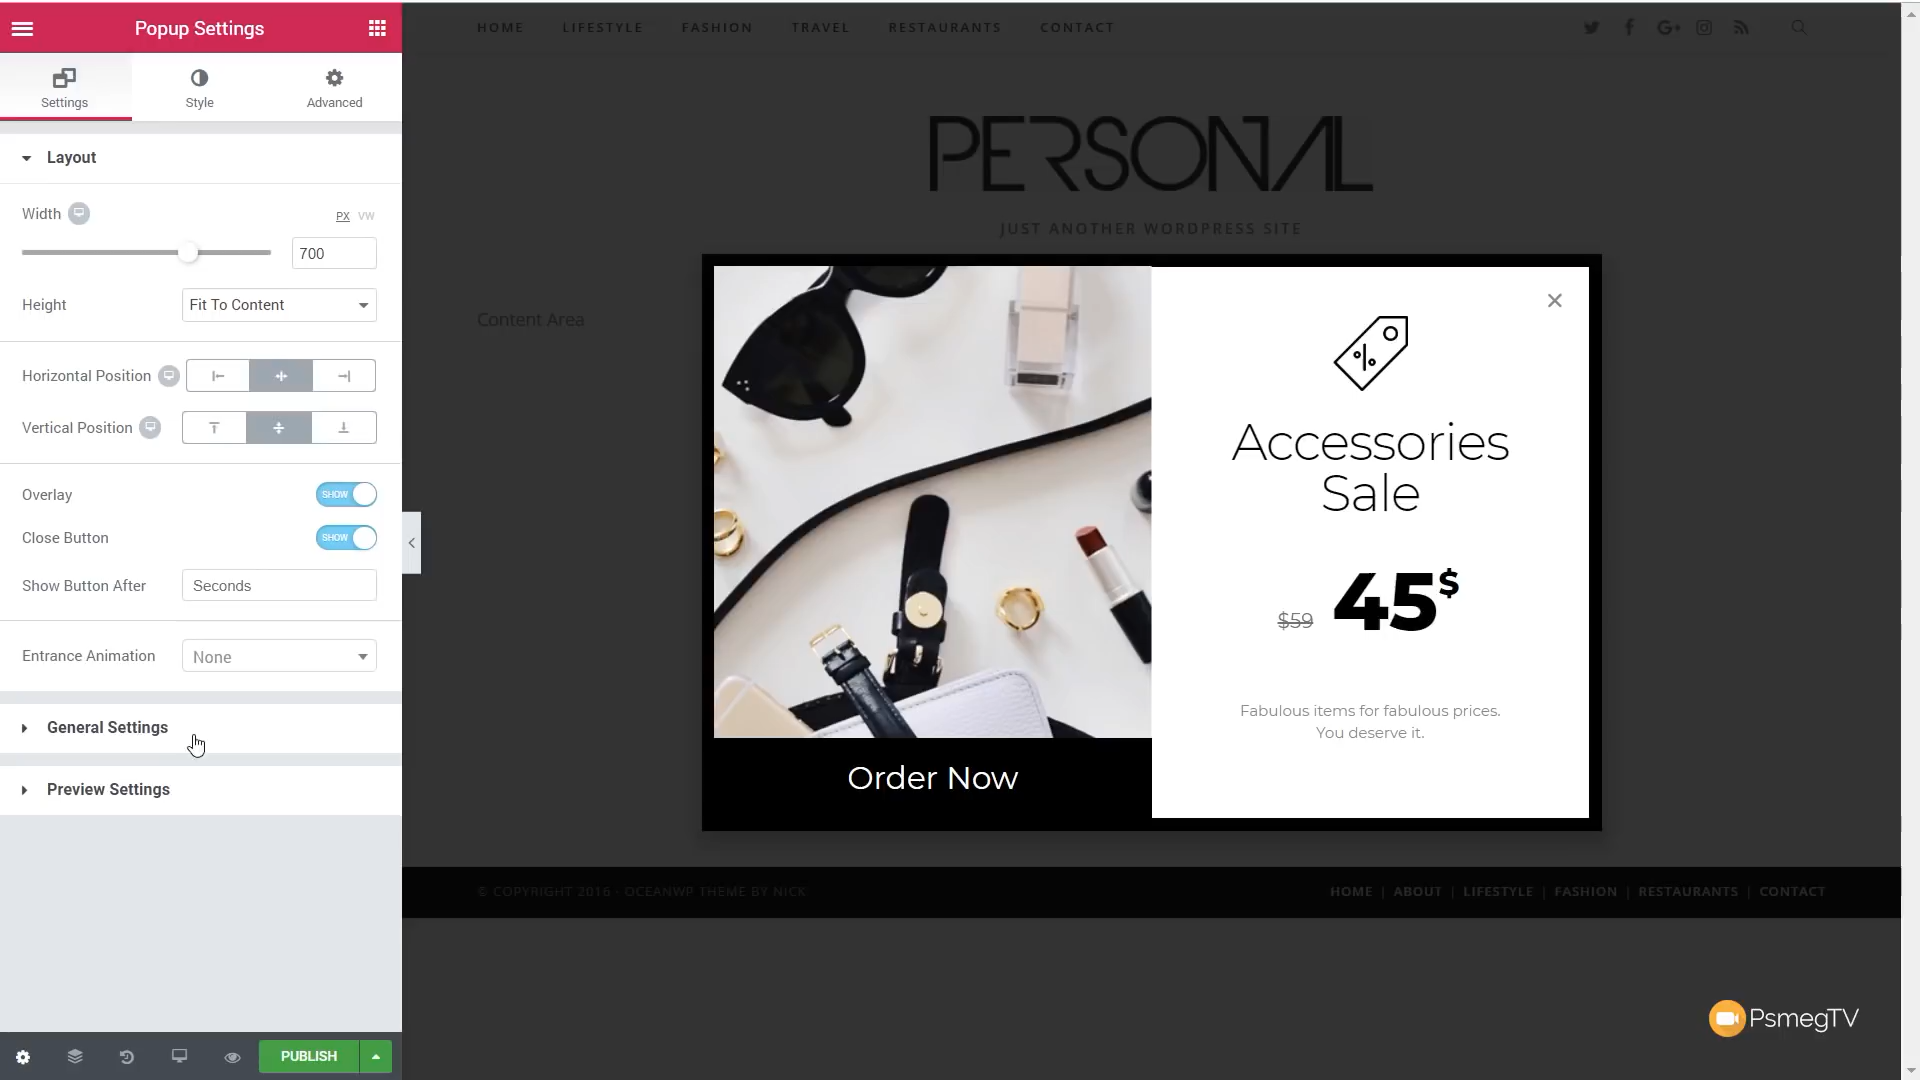 Popup Settings
Settings
Style
Advanced
Layout
Width
PX VW
700
Height
Fit To Content
Horizontal Position
Vertical Position
Overlay
SHOW
Close Button
SHOW
Show Button After
Seconds
Entrance Animation
None
General Settings
Preview Settings
PUBLISH
HOME LIFESTYLE FASHION TRAVEL RESTAURANTS CONTACT
PERSONAL
JUST ANOTHER WORDPRESS SITE
Content Area
Accessories
Sale
$59 45$
Fabulous items for fabulous prices.
You deserve it.
Order Now
© COPYRIGHT 2016 - OCEANWP THEME BY NICK
HOME | ABOUT | LIFESTYLE | FASHION | RESTAURANTS | CONTACT
PsmegTV